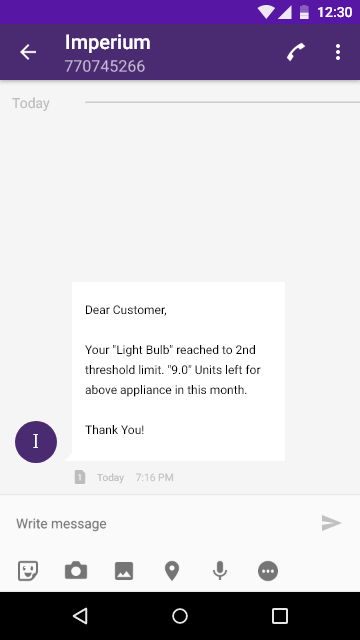 12:30
Imperium
770745266
Today
Dear Customer,
Your "Light Bulb" reached to 2nd
threshold limit. "9.0" Units left for
above appliance in this month.
Thank You!
I
1 Today 7:16 PM
Write message